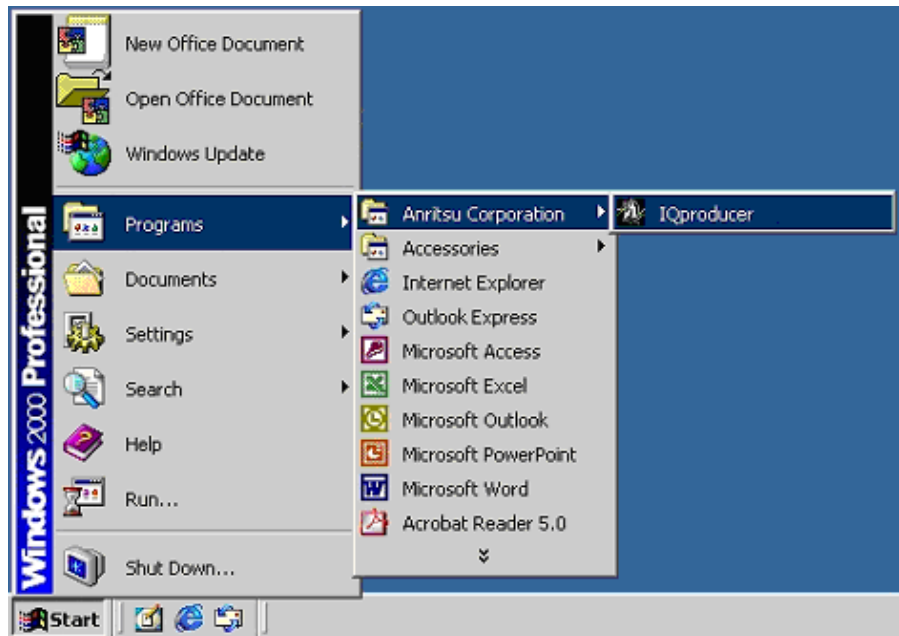 New Office Document
Open Office Document
Windows Update
Programs
Documents
Settings
Search
Help
Run...
Shut Down...
Windows 2000 Professional
Anritsu Corporation
Accessories
Internet Explorer
Outlook Express
Microsoft Access
Microsoft Excel
Microsoft Outlook
Microsoft PowerPoint
Microsoft Word
Acrobat Reader 5.0
IQproducer
Start